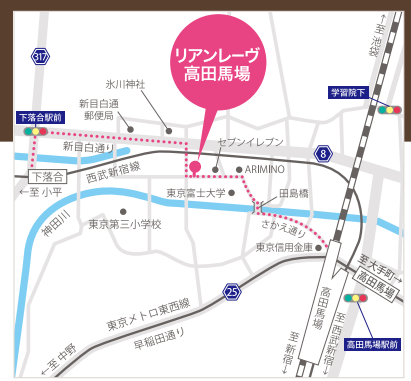 リアンレーヴ
高田馬場
←至 池袋
317
学習院下
氷川神社
下落合駅前
新目白通
郵便局
セブンイレブン
8
新目白通り
ARIMINO
下落合
西武新宿線
←至 小平
東京富士大学
田島橋
神田川
東京第三小学校
さかえ通り
東京信用金庫
至大手町→
高田馬場
25
高田馬場
東京メトロ東西線
早稲田通り
至 西武新宿→
高田馬場駅前
←至 中野
至 新宿→